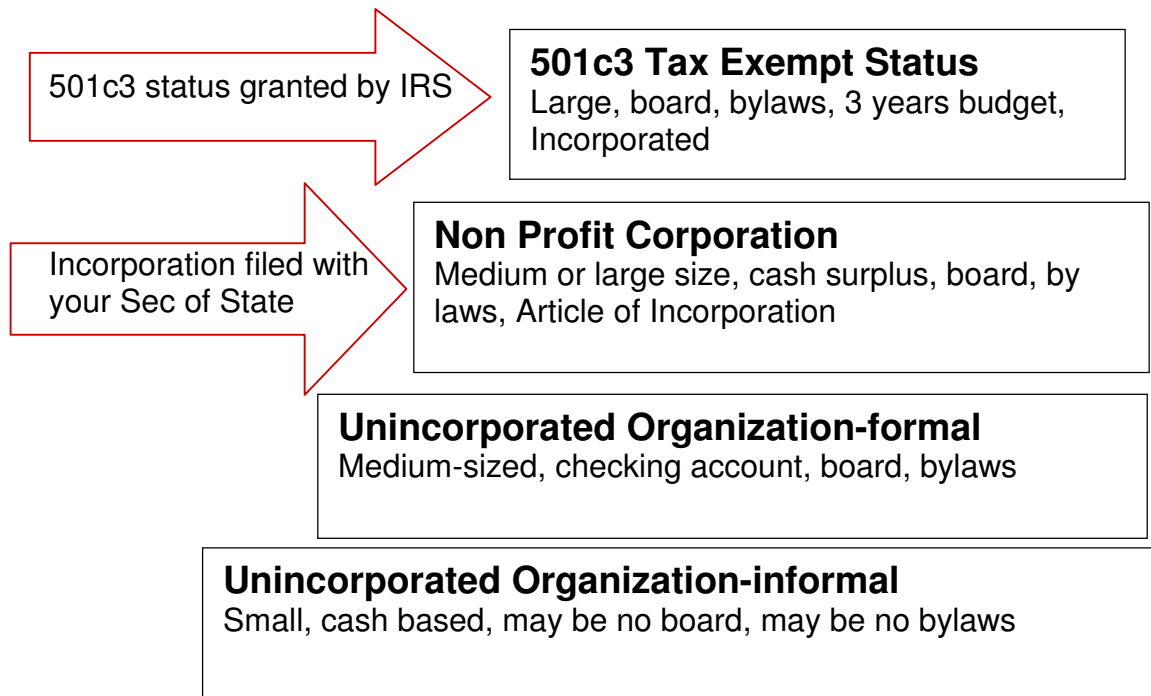 501c3 status granted by IRS
501c3 Tax Exempt Status
Large, board, bylaws, 3 years budget,
Incorporated
Incorporation filed with
your Sec of State
Non Profit Corporation
Medium or large size, cash surplus, board, by
laws, Article of Incorporation
Unincorporated Organization-formal
Medium-sized, checking account, board, bylaws
Unincorporated Organization-informal
Small, cash based, may be no board, may be no bylaws